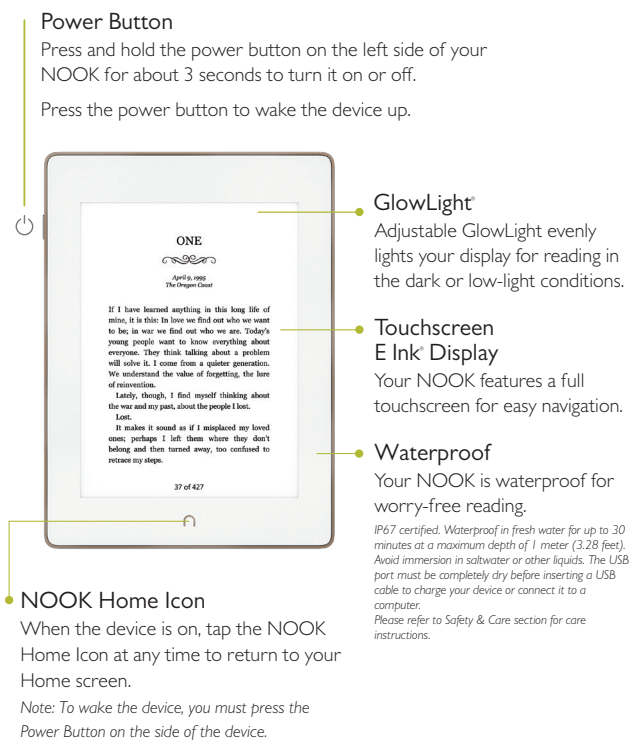 Power Button
Press and hold the power button on the left side of your
NOOK for about 3 seconds to turn it on or off.
Press the power button to wake the device up.
ONE
April 9, 1995
The Oregon Coast
If I have learned anything in this long life of
mine, it is this: In love we find out who we want
to be; in war we find out who we are. Today's
young people want to know everything about
everyone. They think talking about a problem
will solve it. I come from a quieter generation.
We understand the value of forgetting, the lure
of reinvention.
Lately, though, I find myself thinking about
the war and my past, about the people I lost.
Lost.
It makes it sound as if I misplaced my loved
ones; perhaps I left them where they don't
belong and then turned away, too confused to
retrace my steps.
37 of 427
GlowLight®
Adjustable GlowLight evenly
lights your display for reading in
the dark or low-light conditions.
Touchscreen
E Ink® Display
Your NOOK features a full
touchscreen for easy navigation.
Waterproof
Your NOOK is waterproof for
worry-free reading.
IP67 certified. Waterproof in fresh water for up to 30
minutes at a maximum depth of 1 meter (3.28 feet).
Avoid immersion in saltwater or other liquids. The USB
port must be completely dry before inserting a USB
cable to charge your device or connect it to a
computer.
Please refer to Safety & Care section for care
instructions.
NOOK Home Icon
When the device is on, tap the NOOK
Home Icon at any time to return to your
Home screen.
Note: To wake the device, you must press the
Power Button on the side of the device.